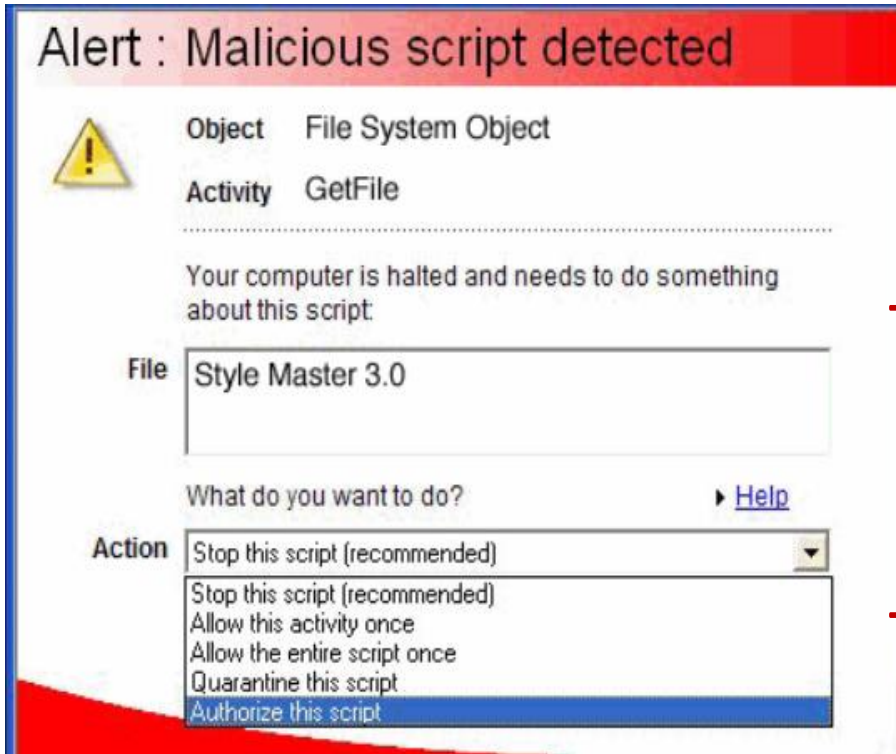 Alert : Malicious script detected
Object File System Object
Activity GetFile
Your computer is halted and needs to do something
about this script:
File Style Master 3.0
What do you want to do? Help
Action Stop this script (recommended)
Stop this script (recommended)
Allow this activity once
Allow the entire script once
Quarantine this script
Authorize this script